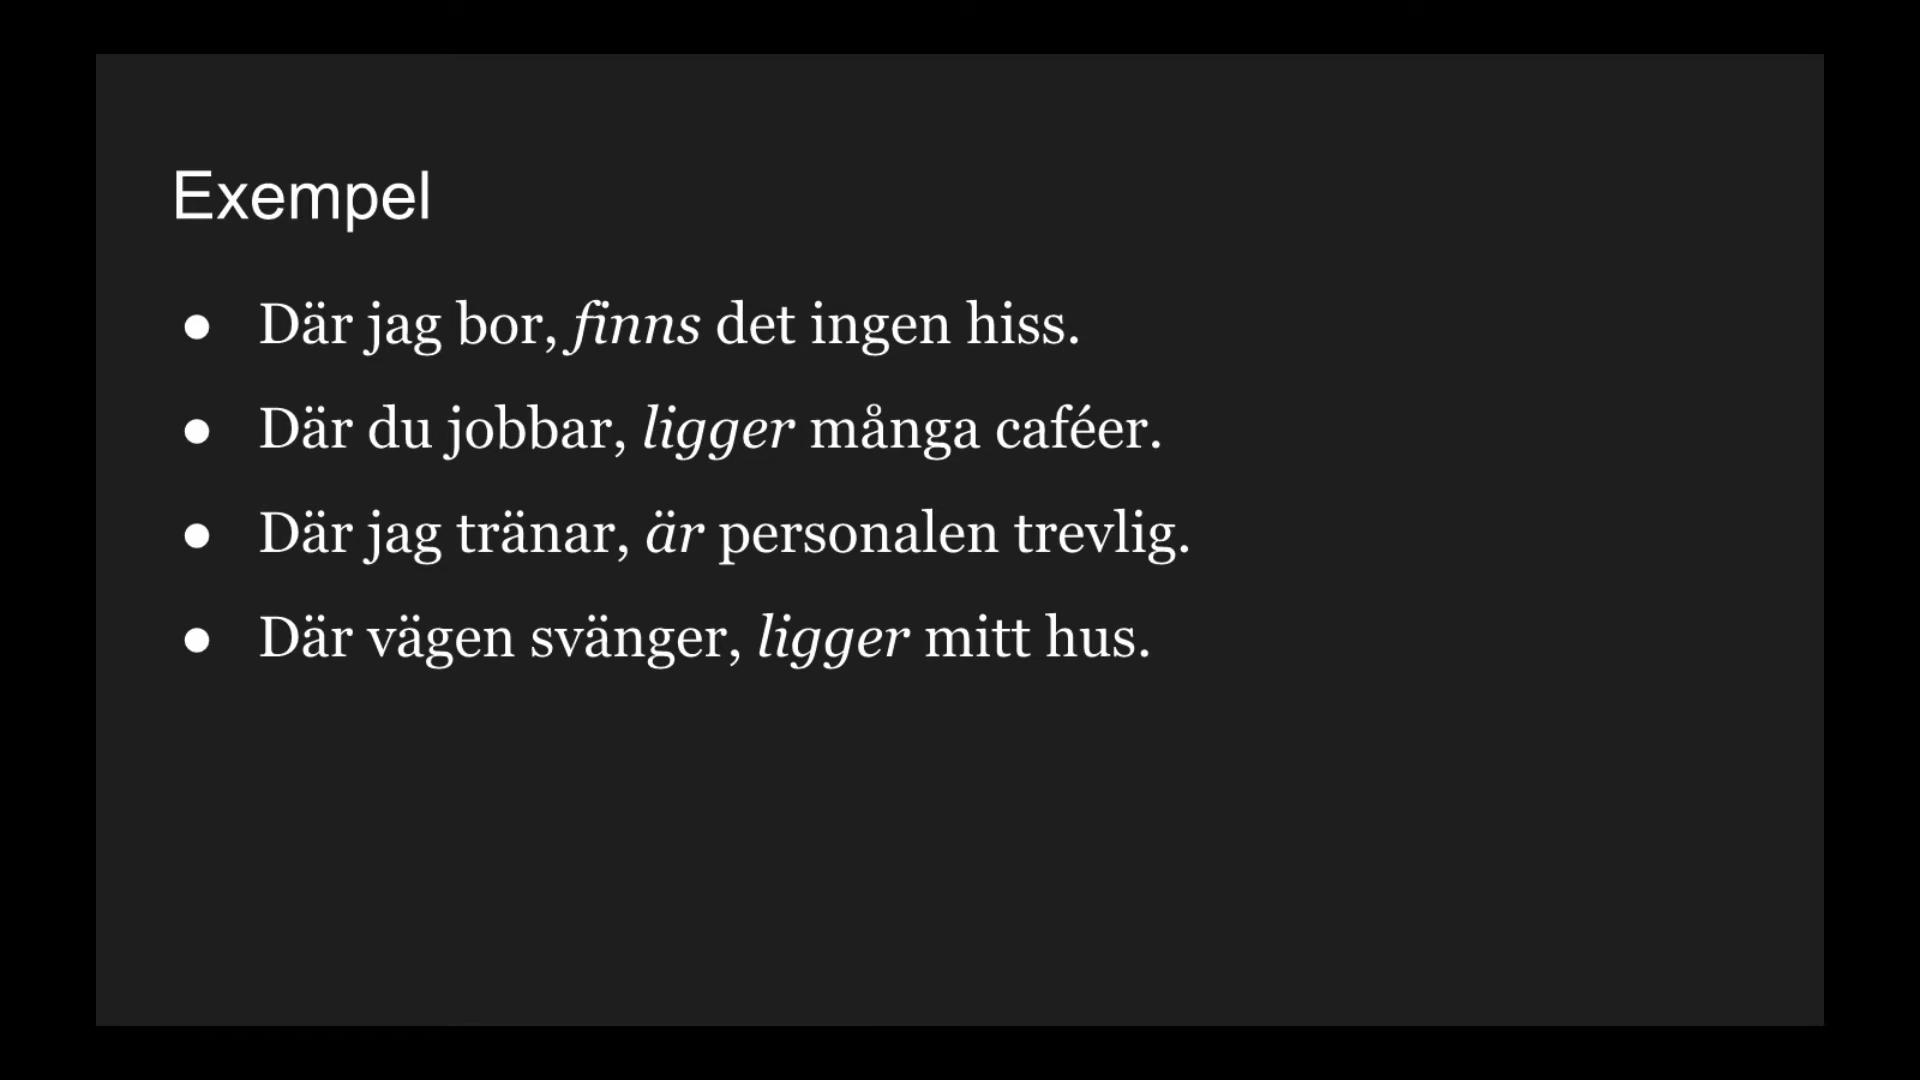 Exempel
● Där jag bor, finns det ingen hiss.
● Där du jobbar, ligger många caféer.
● Där jag tränar, är personalen trevlig.
● Där vägen svänger, ligger mitt hus.